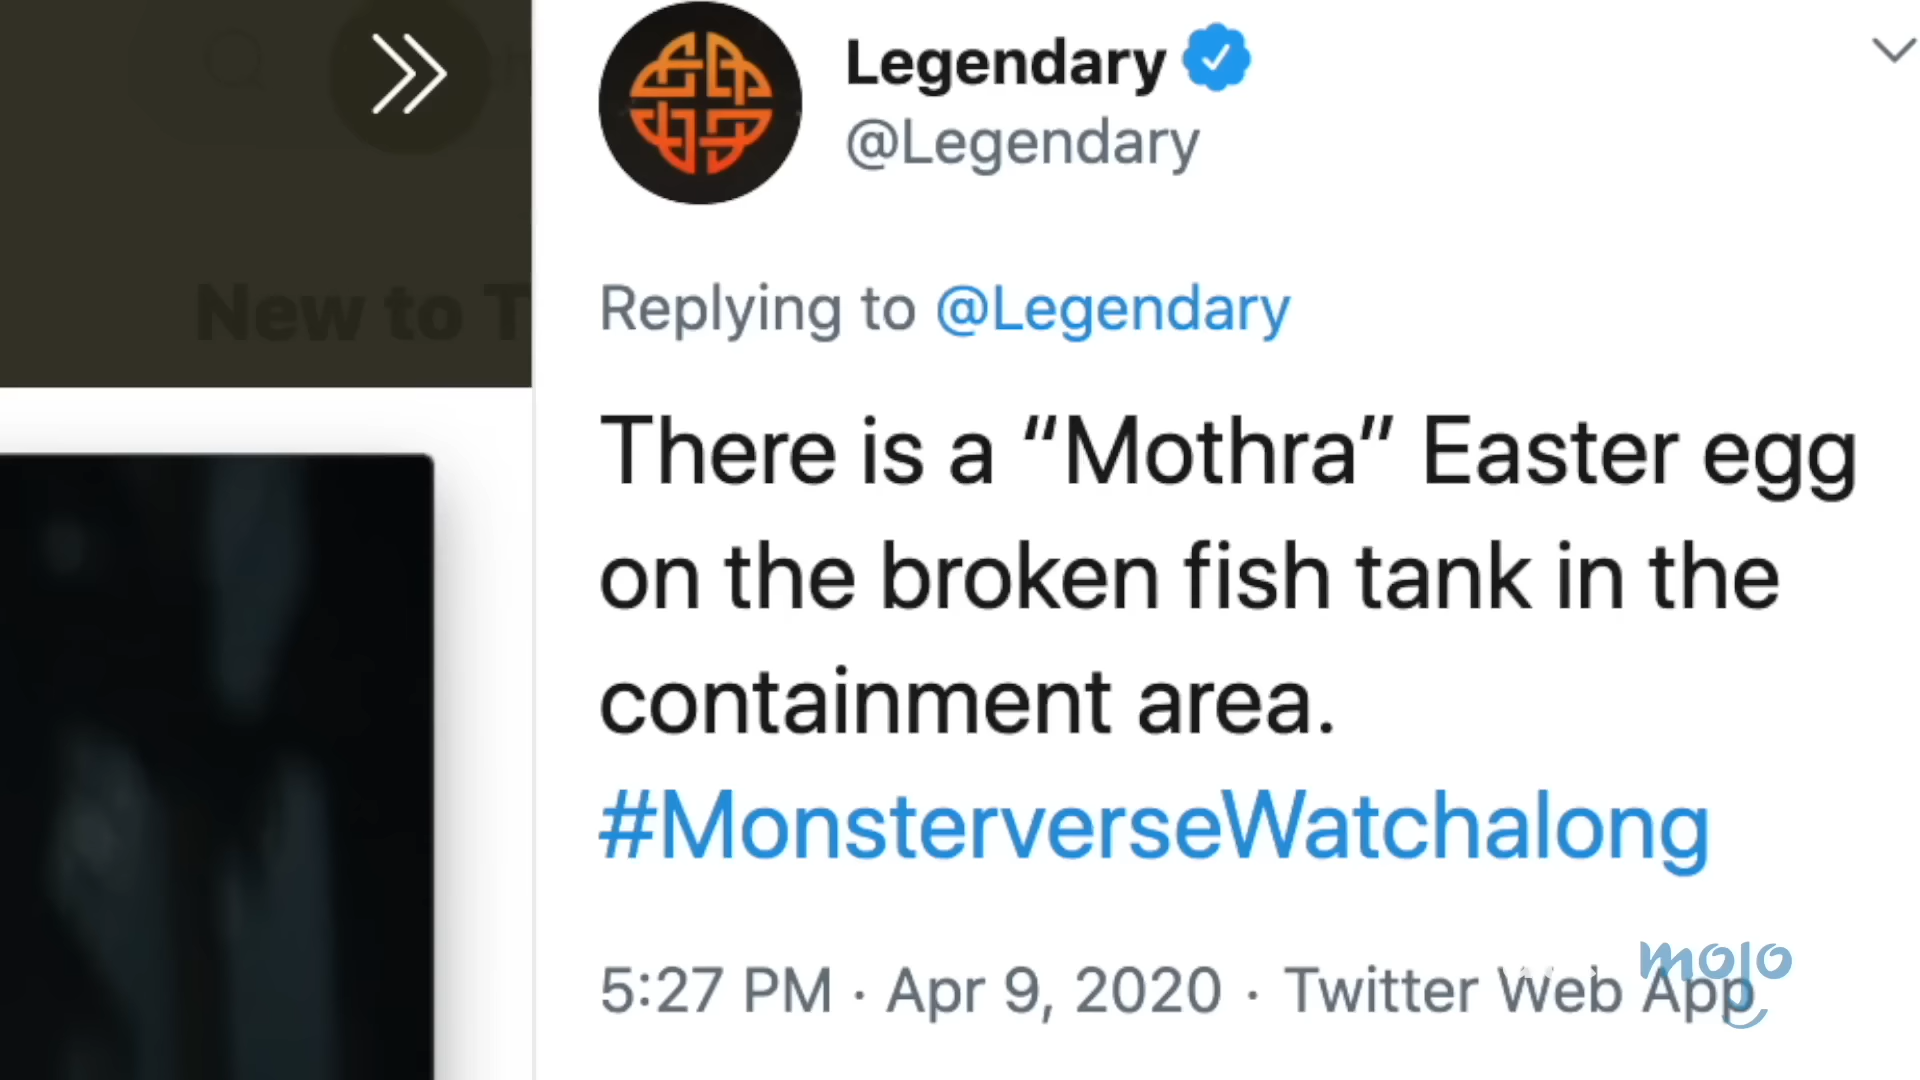 Legendary
@Legendary
New to T
Replying to @Legendary
There is a “Mothra” Easter egg
on the broken fish tank in the
containment area.
#MonsterverseWatchalong
5:27 PM · Apr 9, 2020 · Twitter Web App
mojo